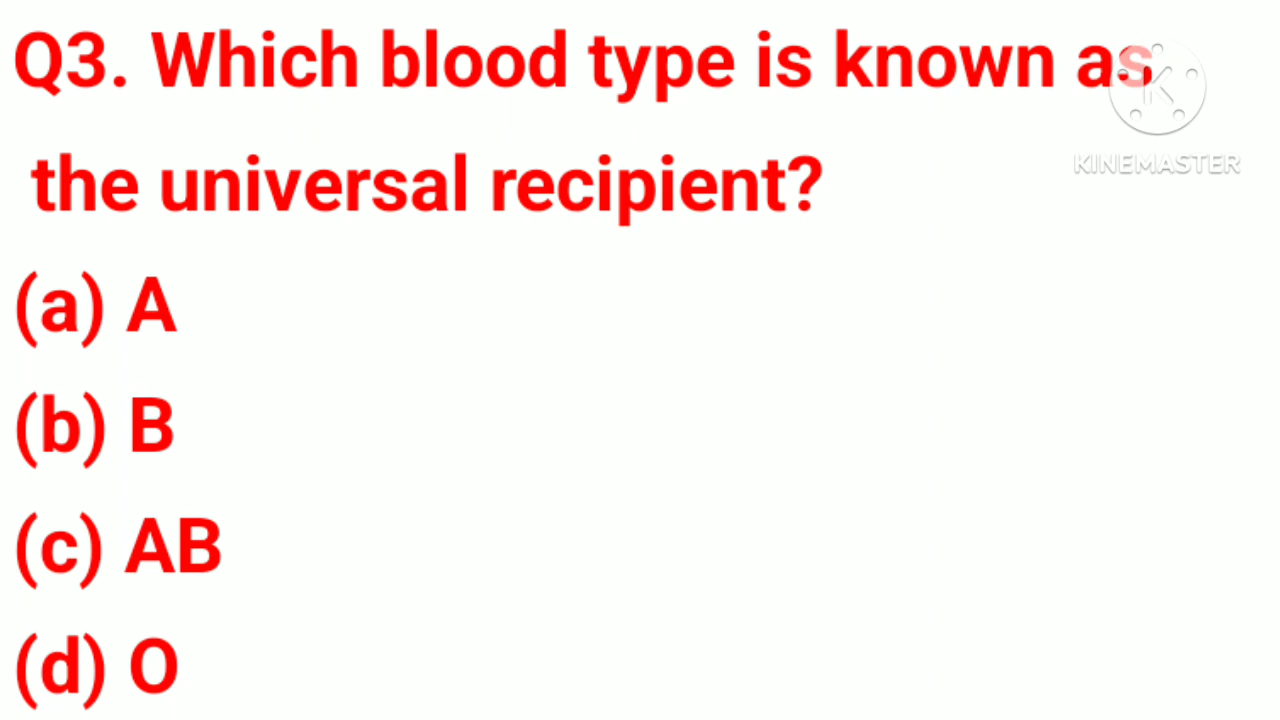 Q3. Which blood type is known as
the universal recipient?
(a) A
(b) B
(c) AB
(d) O
K
KINEMASTER